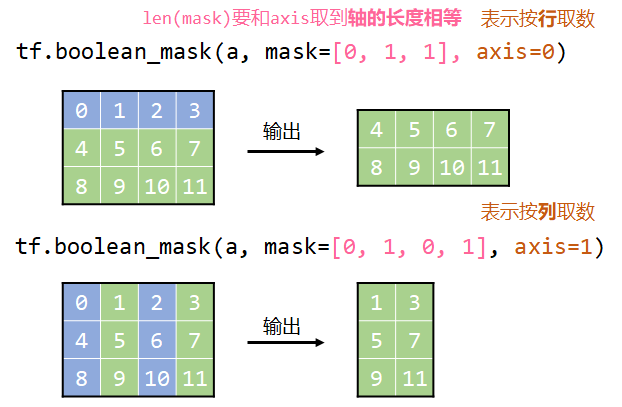 len(mask)要和axis取到轴的长度相等 表示按行取数
tf.boolean_mask(a, mask=[0, 1, 1], axis=0)
0 1 2 3
4 5 6 7
8 9 10 11
输出
4 5 6 7
8 9 10 11
表示按列取数
tf.boolean_mask(a, mask=[0, 1, 0, 1], axis=1)
0 1 2 3
4 5 6 7
8 9 10 11
输出
1 3
5 7
9 11